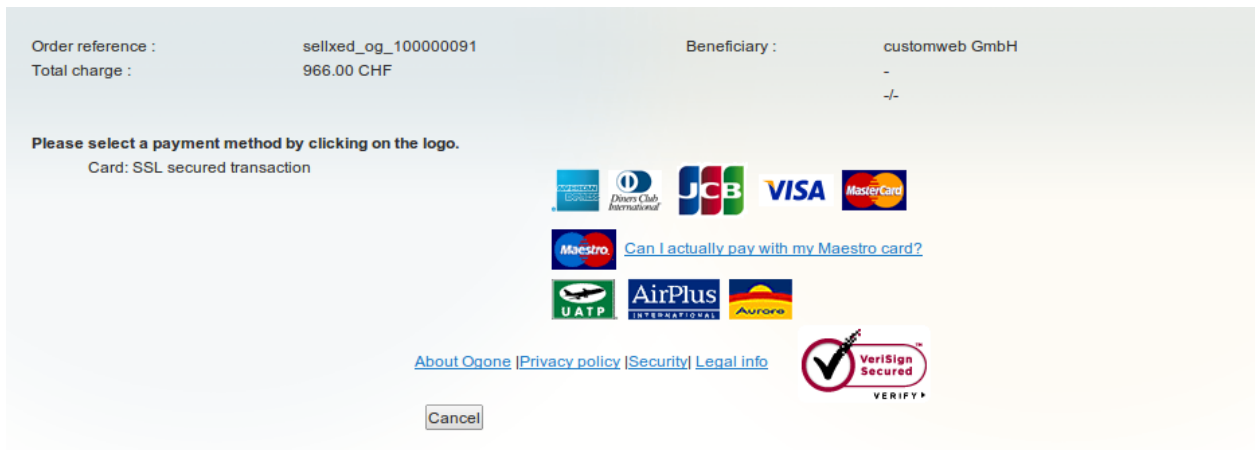 Order reference : sellxed_og_100000091 Beneficiary : customweb GmbH
Total charge : 966.00 CHF -
-/-
Please select a payment method by clicking on the logo.
Card: SSL secured transaction
AMERICAN EXPRESS
Diners Club International
JCB
VISA
MasterCard
Maestro Can I actually pay with my Maestro card?
UATP
AirPlus
INTERNATIONAL
Aurore
About Ogone |Privacy policy |Security| Legal info
VeriSign
Secured
VERIFY
Cancel